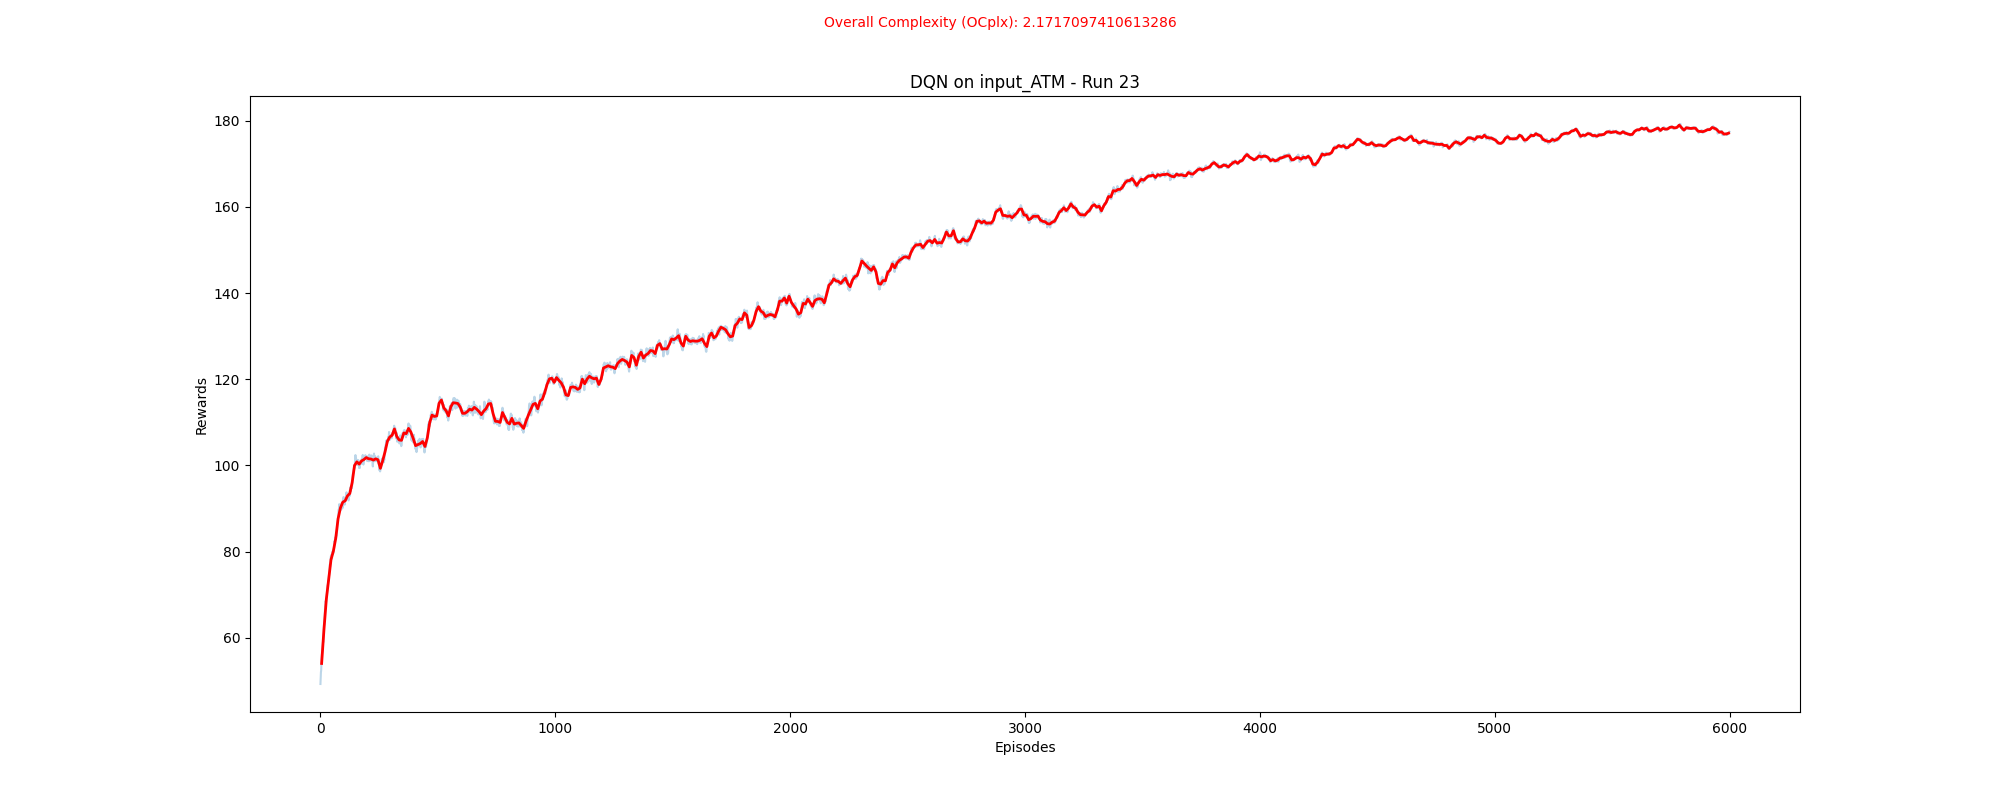 Overall Complexity (OCplx): 2.1717097410613286
DQN on input_ATM - Run 23
180
160
140
120
100
80
60
Rewards
0 1000 2000 3000 4000 5000 6000
Episodes